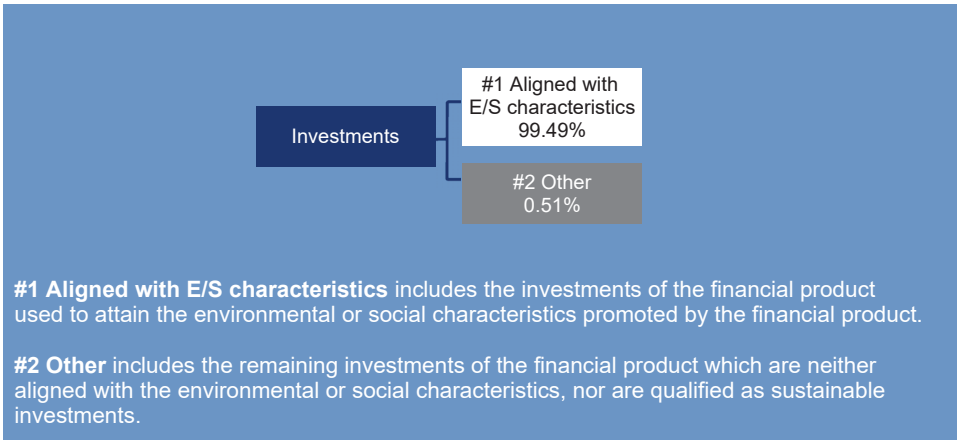 #1 Aligned with
E/S characteristics
99.49%
Investments
#2 Other
0.51%
#1 Aligned with E/S characteristics includes the investments of the financial product
used to attain the environmental or social characteristics promoted by the financial product.
#2 Other includes the remaining investments of the financial product which are neither
aligned with the environmental or social characteristics, nor are qualified as sustainable
investments.